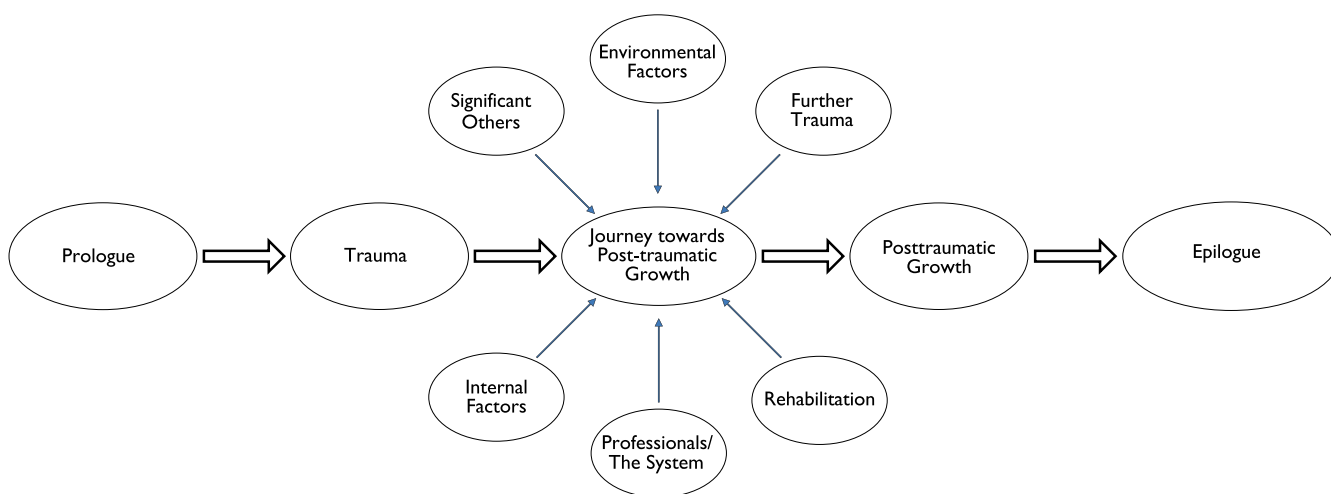 Environmental
Factors
Significant
Others
Further
Trauma
Prologue
Trauma
Journey towards
Post-traumatic
Growth
Posttraumatic
Growth
Epilogue
Internal
Factors
Professionals/
The System
Rehabilitation